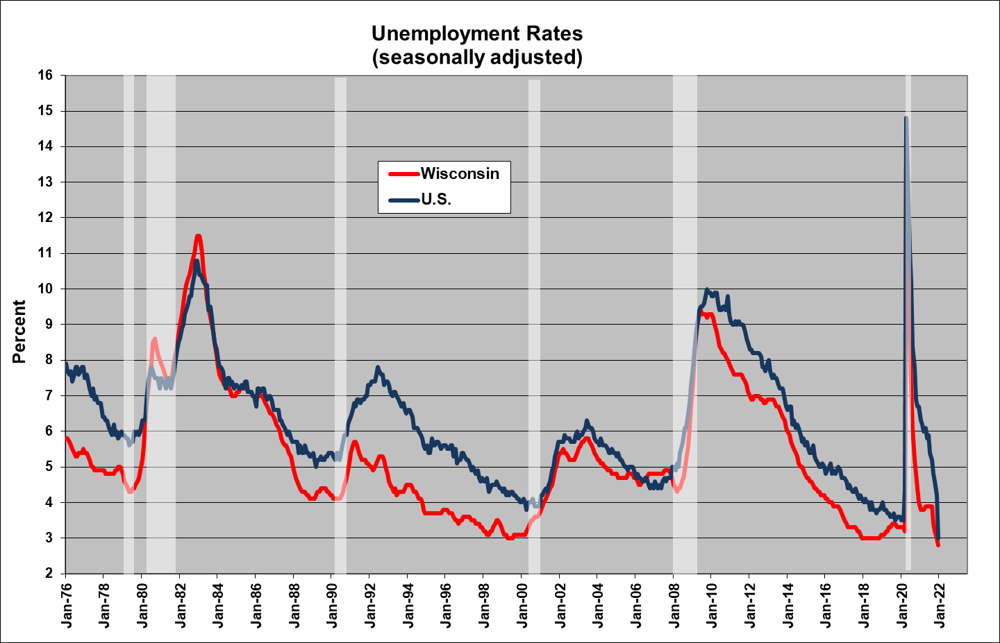 Unemployment Rates
(seasonally adjusted)
16
15
14
13
12
11
10
9
8
7
6
5
4
3
2
Percent
Wisconsin
U.S.
Jan-76
Jan-78
Jan-80
Jan-82
Jan-84
Jan-86
Jan-88
Jan-90
Jan-92
Jan-94
Jan-96
Jan-98
Jan-00
Jan-02
Jan-04
Jan-06
Jan-08
Jan-10
Jan-12
Jan-14
Jan-16
Jan-18
Jan-20
Jan-22